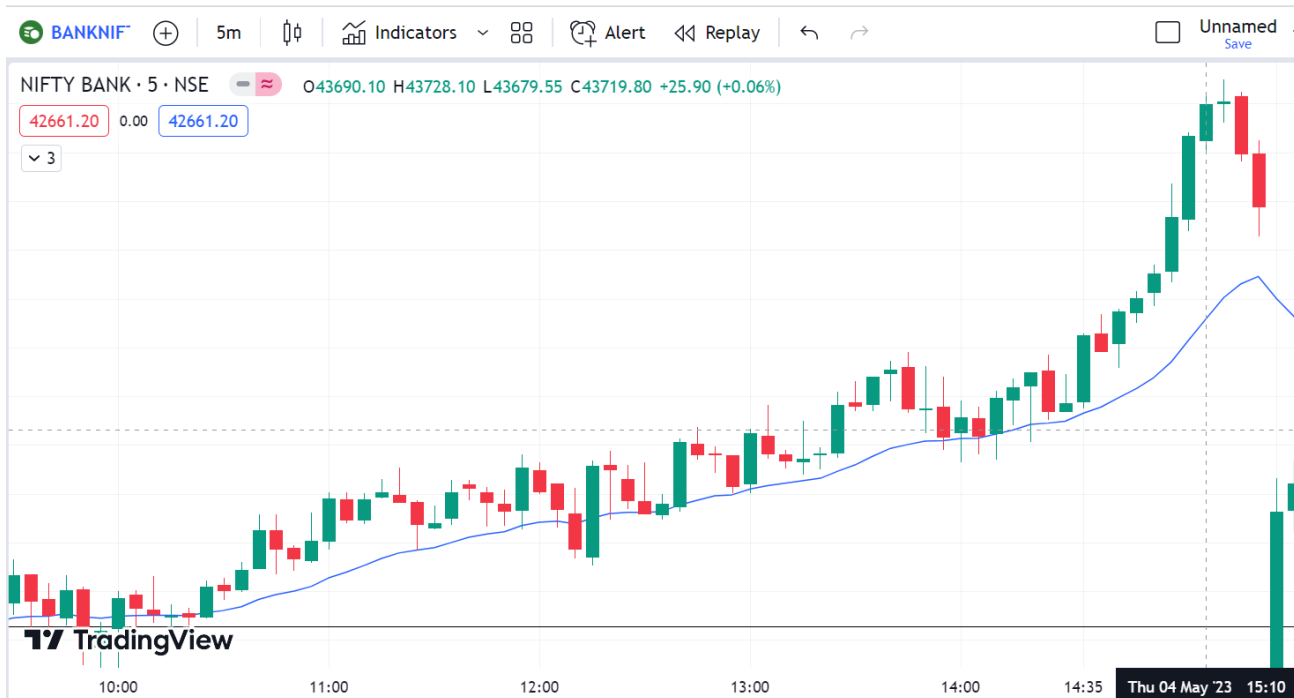 BANKNIF 5m Indicators Alert Replay Unnamed
Save
NIFTY BANK · 5 · NSE O43690.10 H43728.10 L43679.55 C43719.80 +25.90 (+0.06%)
42661.20 0.00 42661.20
3
TradingView
10:00 11:00 12:00 13:00 14:00 14:35 Thu 04 May '23 15:10